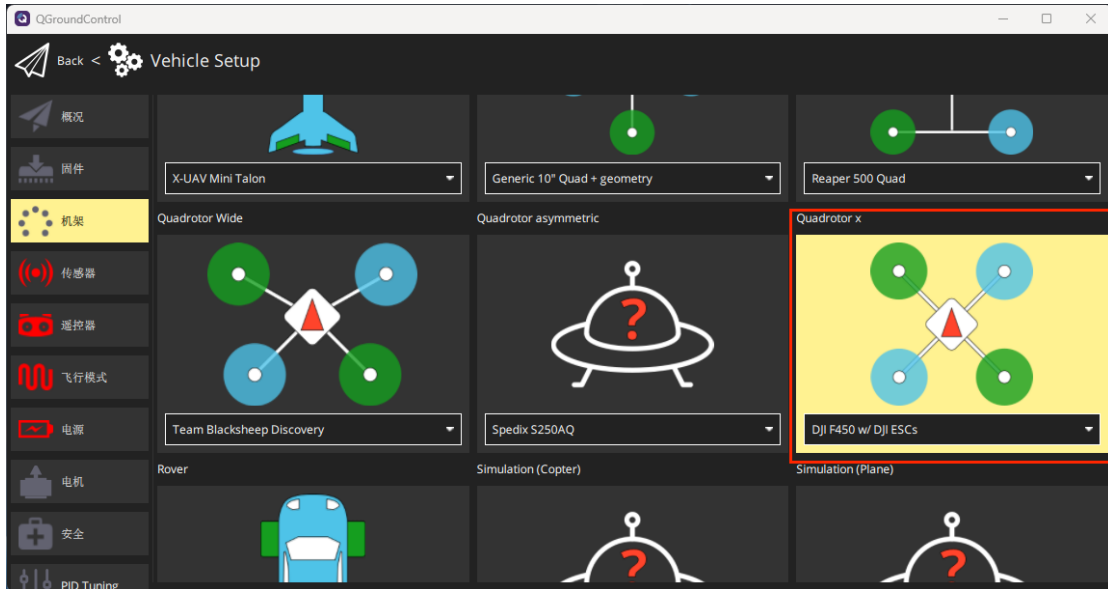 QGroundControl
Back < Vehicle Setup
概况
固件
机架
传感器
遥控器
飞行模式
电源
电机
安全
PID Tuning
X-UAV Mini Talon
Generic 10" Quad + geometry
Reaper 500 Quad
Quadrotor Wide
Quadrotor asymmetric
Quadrotor x
?
Team Blacksheep Discovery
Spedix S250AQ
DJI F450 w/ DJI ESCs
Rover
Simulation (Copter)
Simulation (Plane)
?
?